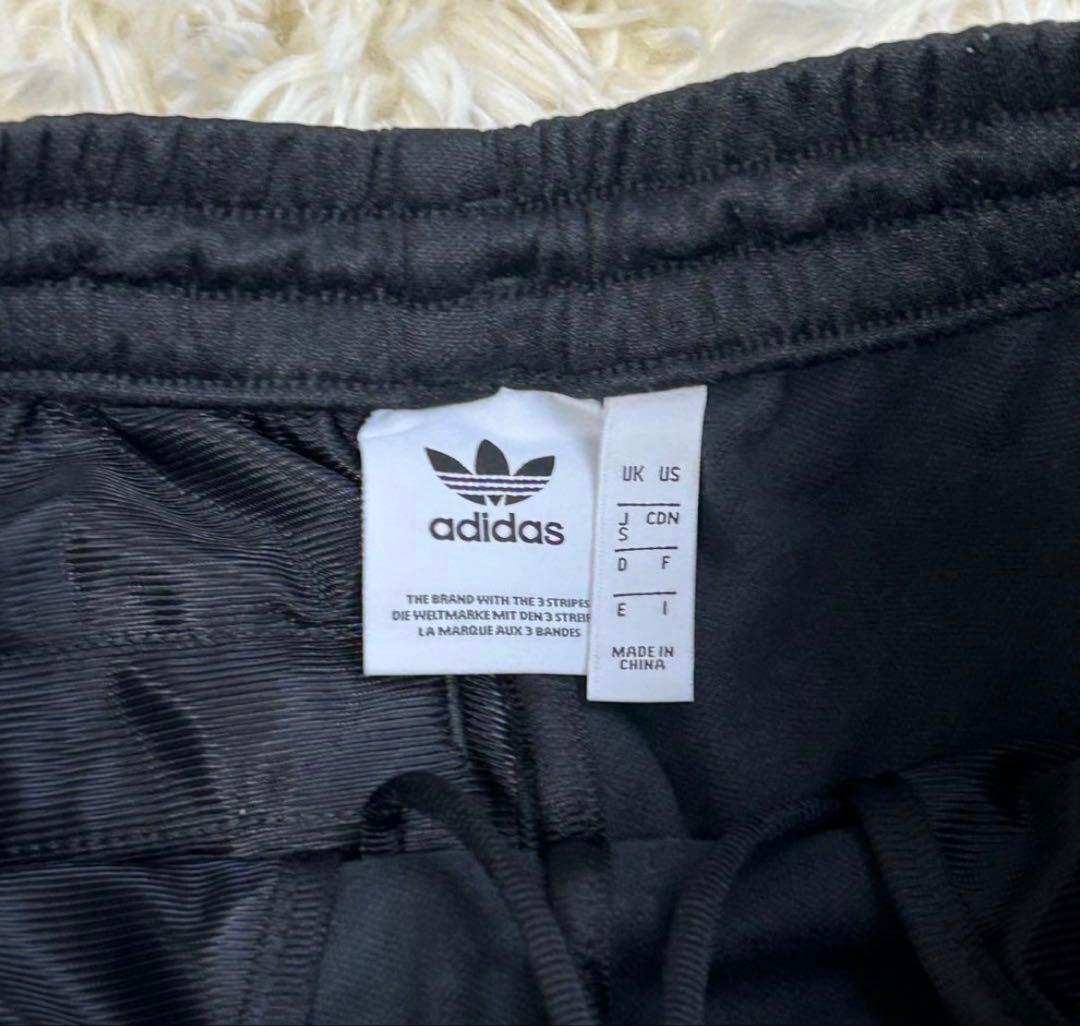 adidas
THE BRAND WITH THE 3 STRIPES
DIE WELTMARKE MIT DEN 3
LA MARQUE AUX 3 BANDES
UK US
J CDN
S
D F
E I
MADE IN
CHINA